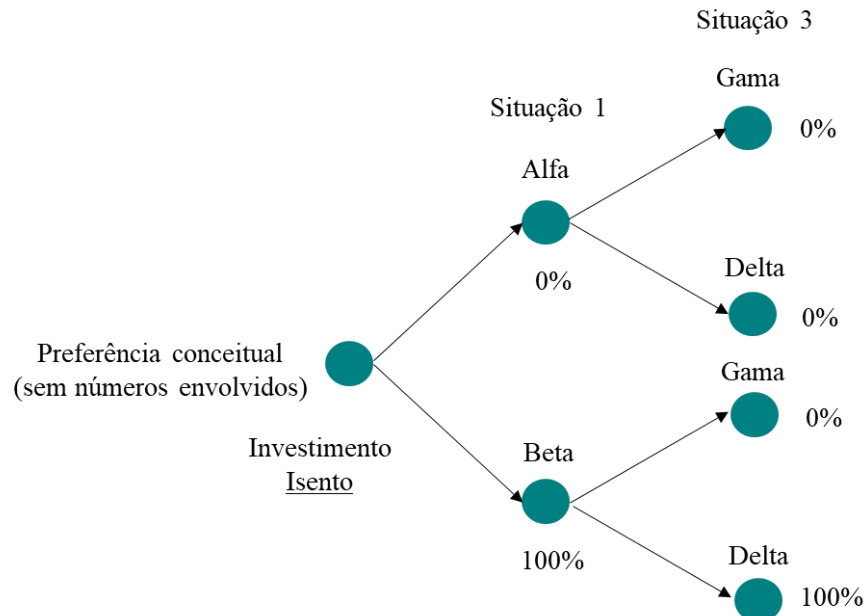 Situação 3
Gama
0%
Situação 1
Alfa
0%
Delta
0%
Preferência conceitual
(sem números envolvidos)
Investimento
Isento
Gama
0%
Beta
100%
Delta
100%